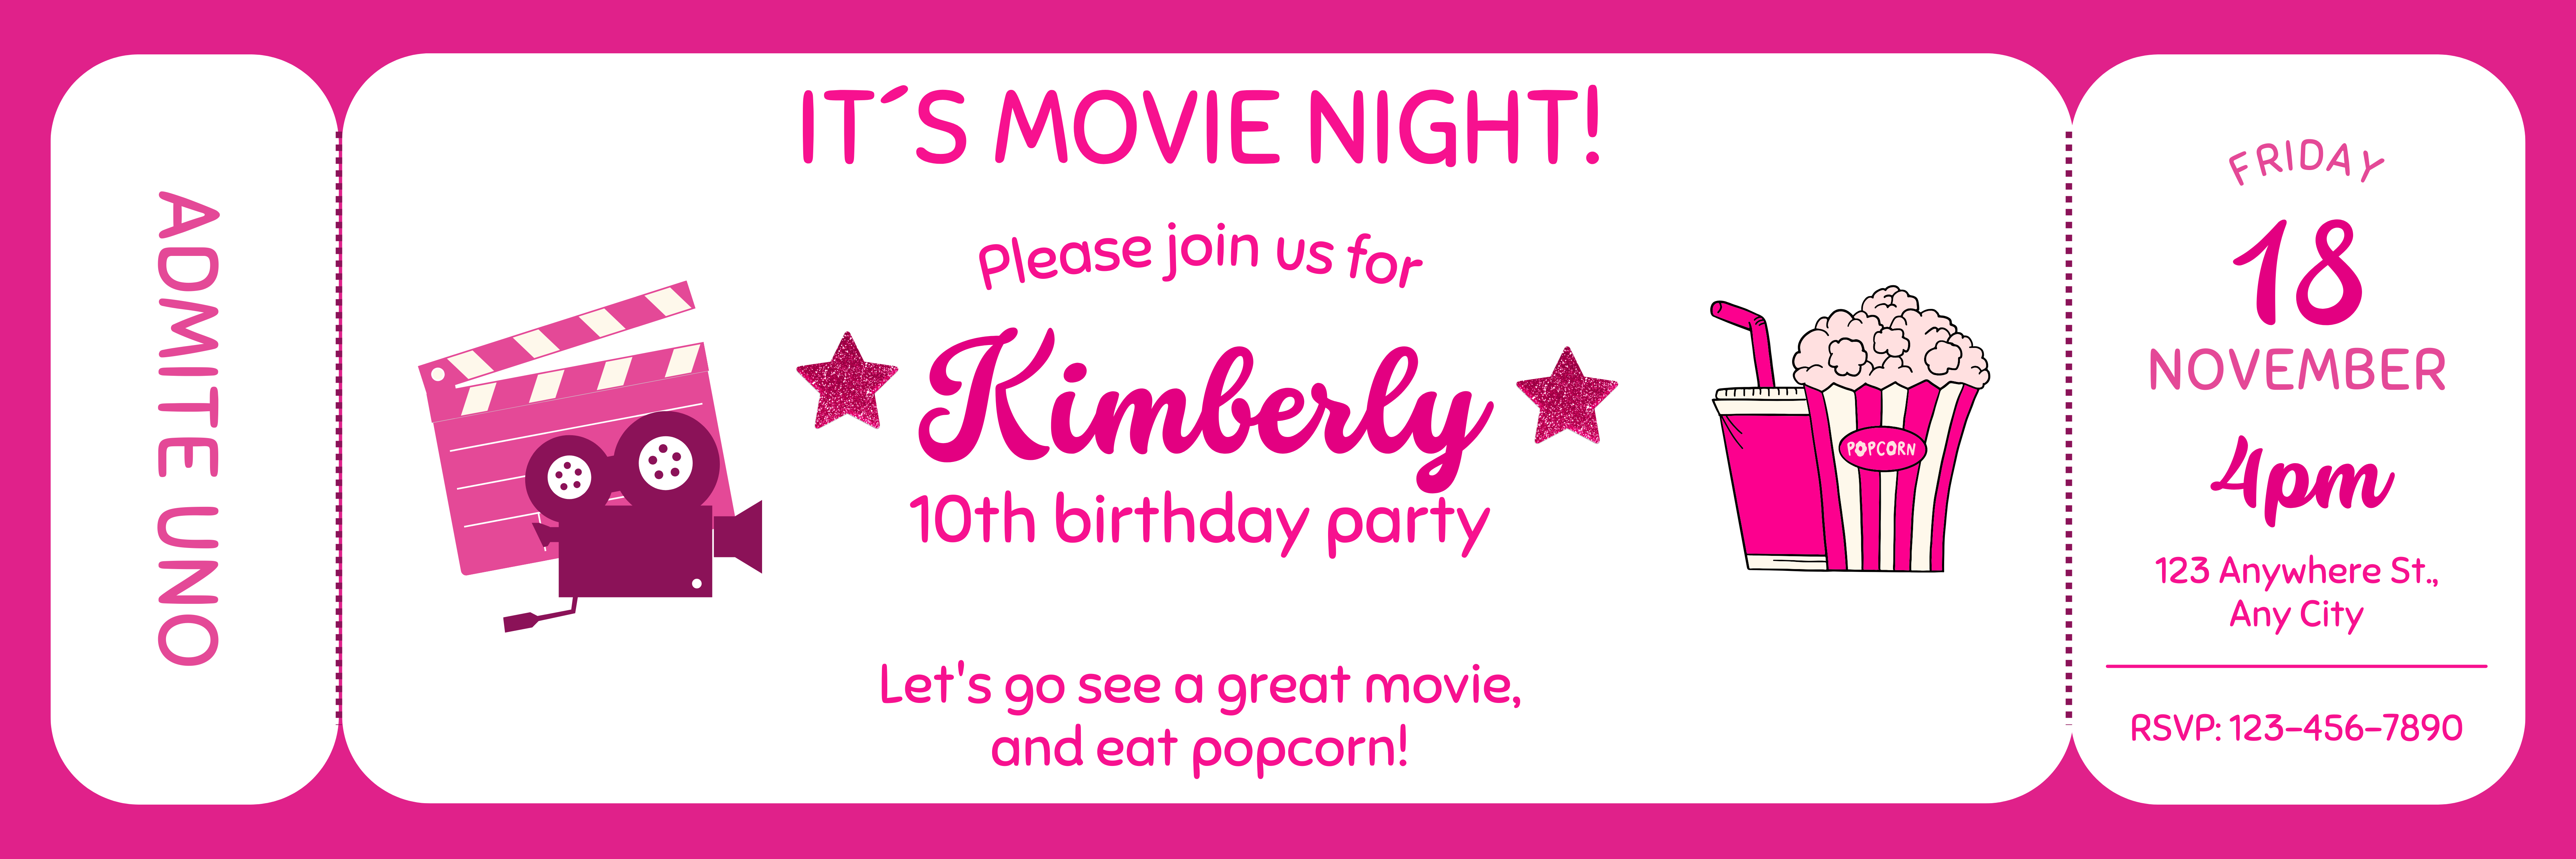 ADMITE UNO
IT´S MOVIE NIGHT!
Please join us for
Kimberly
10th birthday party
Let's go see a great movie,
and eat popcorn!
POPCORN
FRIDAY
18
NOVEMBER
4pm
123 Anywhere St.,
Any City
RSVP: 123-456-7890